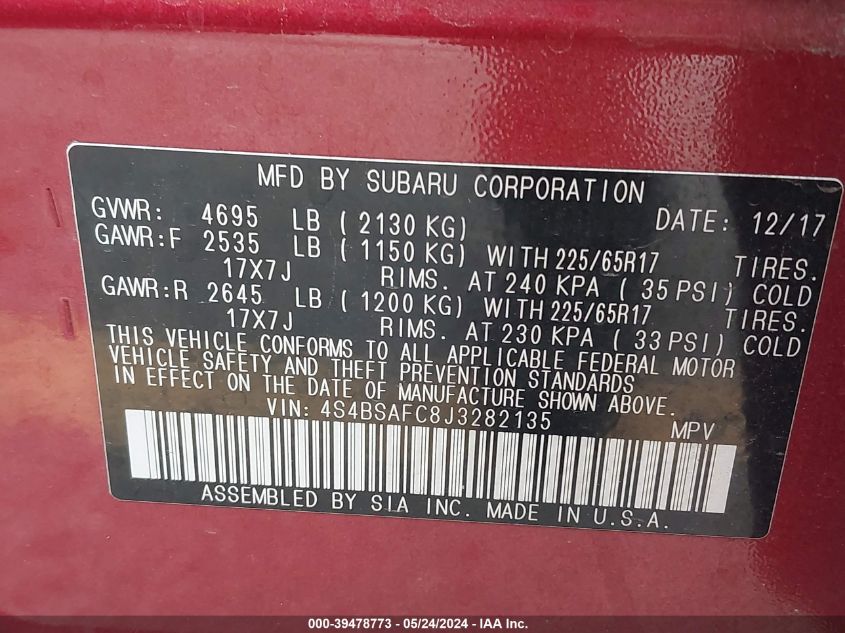 MFD BY SUBARU CORPORATION
GVWR: 4695 LB ( 2130 KG) DATE: 12/17
GAWR:F 2535 LB ( 1150 KG) WITH 225/65R17 TIRES.
17X7J RIMS. AT 240 KPA ( 35 PSI) COLD
GAWR:R 2645 LB ( 1200 KG) WITH 225/65R17 TIRES.
17X7J RIMS. AT 230 KPA ( 33 PSI) COLD
THIS VEHICLE CONFORMS TO ALL APPLICABLE FEDERAL MOTOR
VEHICLE SAFETY AND THEFT PREVENTION STANDARDS
IN EFFECT ON THE DATE OF MANUFACTURE SHOWN ABOVE.
VIN: 4S4BSAFC8J3282135 MPV
ASSEMBLED BY SIA INC. MADE IN U.S.A.
000-39478773 - 05/24/2024 - IAA Inc.